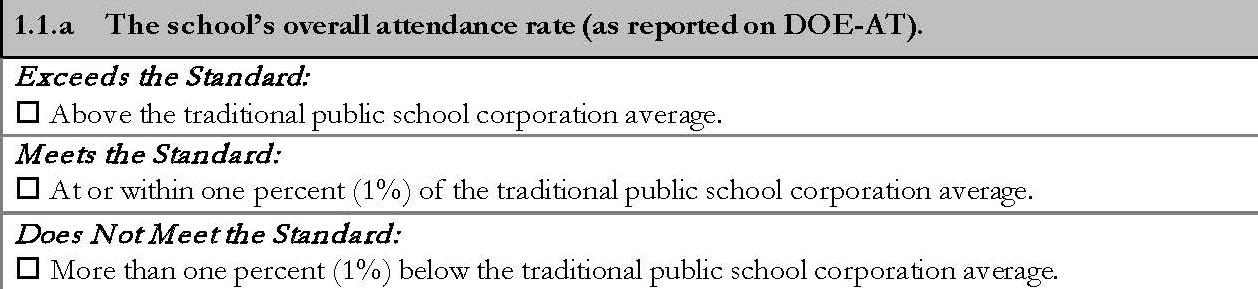 1.1.a The school's overall attendance rate (as reported on DOE-AT).
Exceeds the Standard:
☐ Above the traditional public school corporation average.
Meets the Standard:
☐ At or within one percent (1%) of the traditional public school corporation average.
Does Not Meet the Standard:
☐ More than one percent (1%) below the traditional public school corporation average.